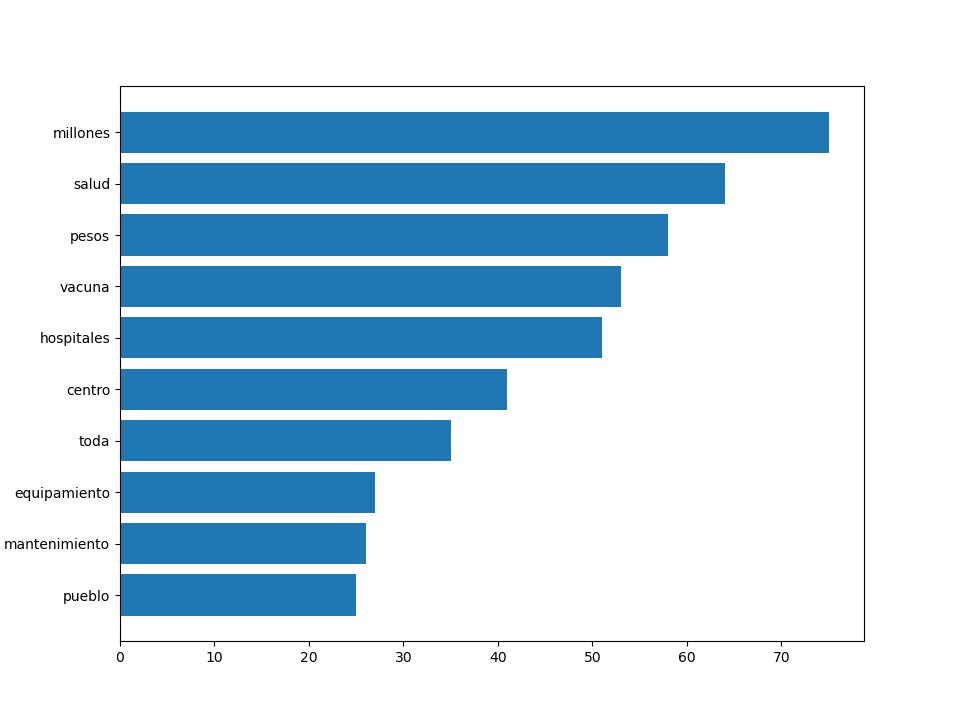 millones
salud
pesos
vacuna
hospitales
centro
toda
equipamiento
mantenimiento
pueblo
0 10 20 30 40 50 60 70